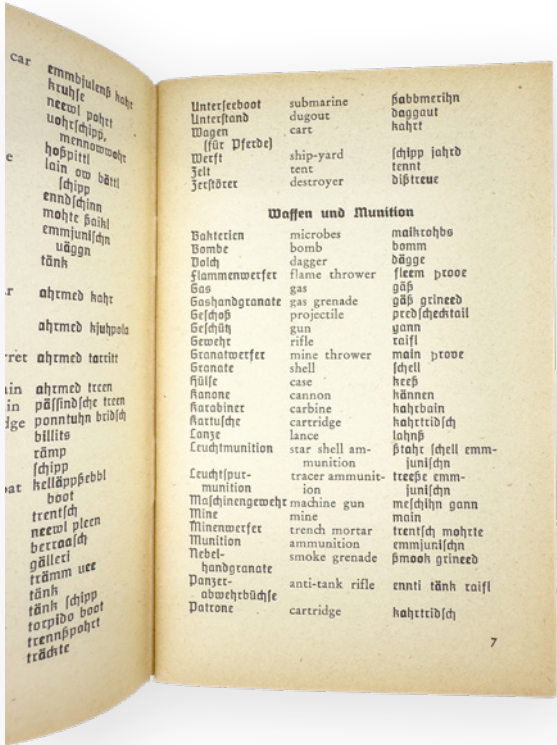 car emmbjulenß kahr
kruhse
neewl pohrt
uohrschipp,
mennowwohr
hoßpittl
e lain ow bättl
schipp
enndschinn
mohte ßaikl
emmjunischn
uäggn
tänk
r ahrmed kahr
ahrmed kjuhpola
rret ahrmed tarritt
ain ahrmed treen
in pässindsche treen
dge ponntuhn bridsch
billits
rämp
schipp
oat kelläppßebbl
boot
trentsch
neewl pleen
berraasch
gälleri
trämm uee
tänk
tänk schipp
torpido boot
trennßpohrt
träckte
Unterseeboot submarine ßabbmerihn
Unterstand dugout daggaut
Wagen cart kahrt
(für Pferde)
Werft ship-yard schipp jahrd
Zelt tent tennt
Zerstörer destroyer dißtreue
Waffen und Munition
Bakterien microbes maikrohbs
Bombe bomb bomm
Dolch dagger dägge
Flammenwerfer flame thrower fleem þrooe
Gas gas gäß
Gashandgranate gas grenade gäß grineed
Geschoß projectile predschecktail
Geschütz gun gann
Gewehr rifle raifl
Granatwerfer mine thrower main þrooe
Granate shell schell
Hülse case keeß
Kanone cannon kännen
Karabiner carbine kahrbain
Kartusche cartridge kahrtridsch
Lanze lance lahnß
Leuchtmunition star shell am- ßtahr schell emm-
munition junischn
Leuchtspur- tracer ammunit- treeße emm-
munition ion junischn
Maschinengewehr machine gun meschihn gann
Mine mine main
Minenwerfer trench mortar trentsch mohrte
Munition ammunition emmjunischn
Nebel- smoke grenade ßmook grineed
handgranate
Panzer- anti-tank rifle ennti tänk raifl
abwehrbüchse
Patrone cartridge kahrtridsch
7